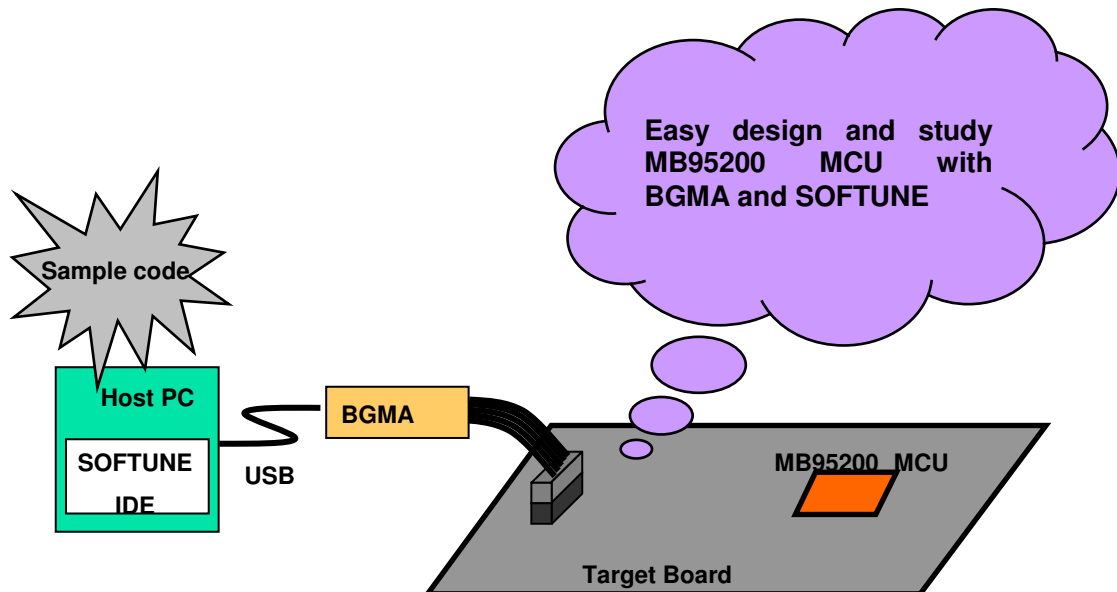 Easy design and study
MB95200 MCU with
BGMA and SOFTUNE
Sample code
Host PC
SOFTUNE
IDE
USB
BGMA
MB95200 MCU
Target Board